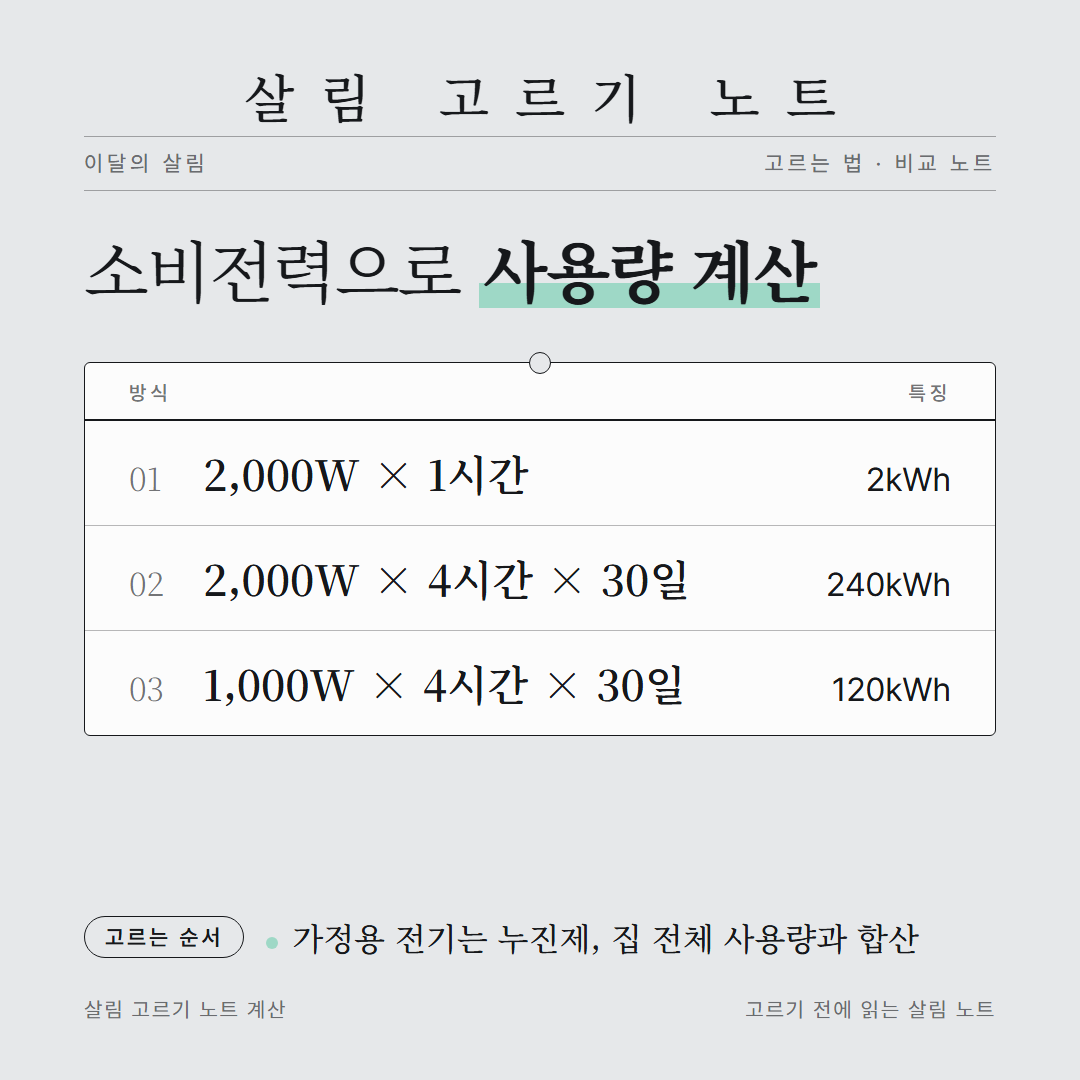 살림 고르기 노트
이달의 살림
고르는 법 · 비교 노트
소비전력으로 사용량 계산
방식 특징
01 2,000W × 1시간 2kWh
02 2,000W × 4시간 × 30일 240kWh
03 1,000W × 4시간 × 30일 120kWh
고르는 순서 가정용 전기는 누진제, 집 전체 사용량과 합산
살림 고르기 노트 계산
고르기 전에 읽는 살림 노트